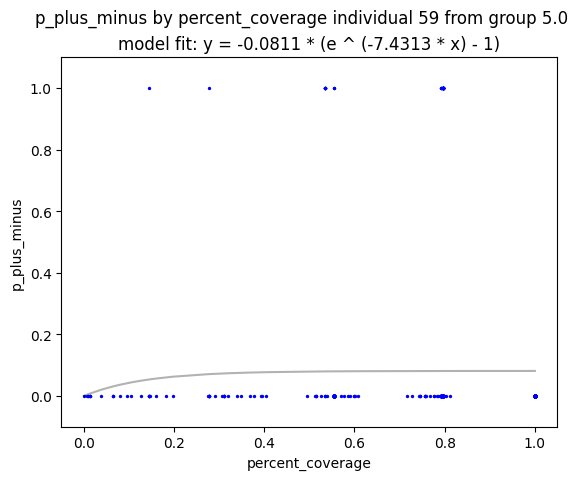 p_plus_minus by percent_coverage individual 59 from group 5.0
model fit: y = -0.0811 * (e ^ (-7.4313 * x) - 1)
1.0
0.8
0.6
0.4
0.2
0.0
p_plus_minus
0.0 0.2 0.4 0.6 0.8 1.0
percent_coverage